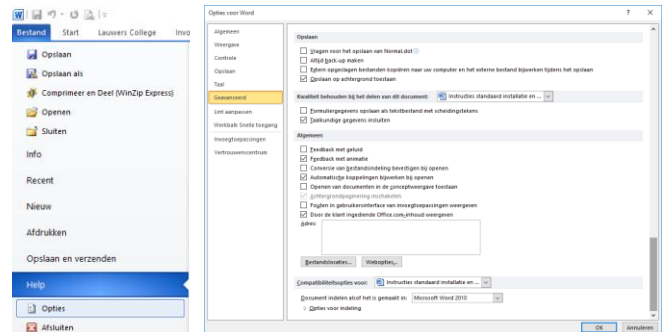 W
Bestand Start Lauwers College Invo
Opslaan
Opslaan als
Comprimeer en Deel (WinZip Express)
Openen
Sluiten
Info
Recent
Nieuw
Afdrukken
Opslaan en verzenden
Help
Opties
Afsluiten
Opties voor Word
Algemeen
Weergave
Controle
Opslaan
Taal
Geavanceerd
Lint aanpassen
Werkbalk Snelle toegang
Invoegtoepassingen
Vertrouwenscentrum
Opslaan
Vragen voor het opslaan van Normal.dot
Altijd back-up maken
Extern opgeslagen bestanden kopiëren naar uw computer en het externe bestand bijwerken tijdens het opslaan
Opslaan op achtergrond toestaan
Kwaliteit behouden bij het delen van dit document: Instructies standaard installatie en ...
Formuliergegevens opslaan als tekstbestand met scheidingstekens
Taalkundige gegevens insluiten
Algemeen
Feedback met geluid
Feedback met animatie
Conversie van bestandsindeling bevestigen bij openen
Automatische koppelingen bijwerken bij openen
Openen van documenten in de conceptweergave toestaan
Achtergrondpaginering inschakelen
Fouten in gebruikersinterface van invoegtoepassingen weergeven
Door de klant ingediende Office.com-inhoud weergeven
Adres:
Bestandslocaties... Webopties...
Compatibiliteitsopties voor: Instructies standaard installatie en ...
Document indelen alsof het is gemaakt in: Microsoft Word 2010
Opties voor indeling
OK Annuleren